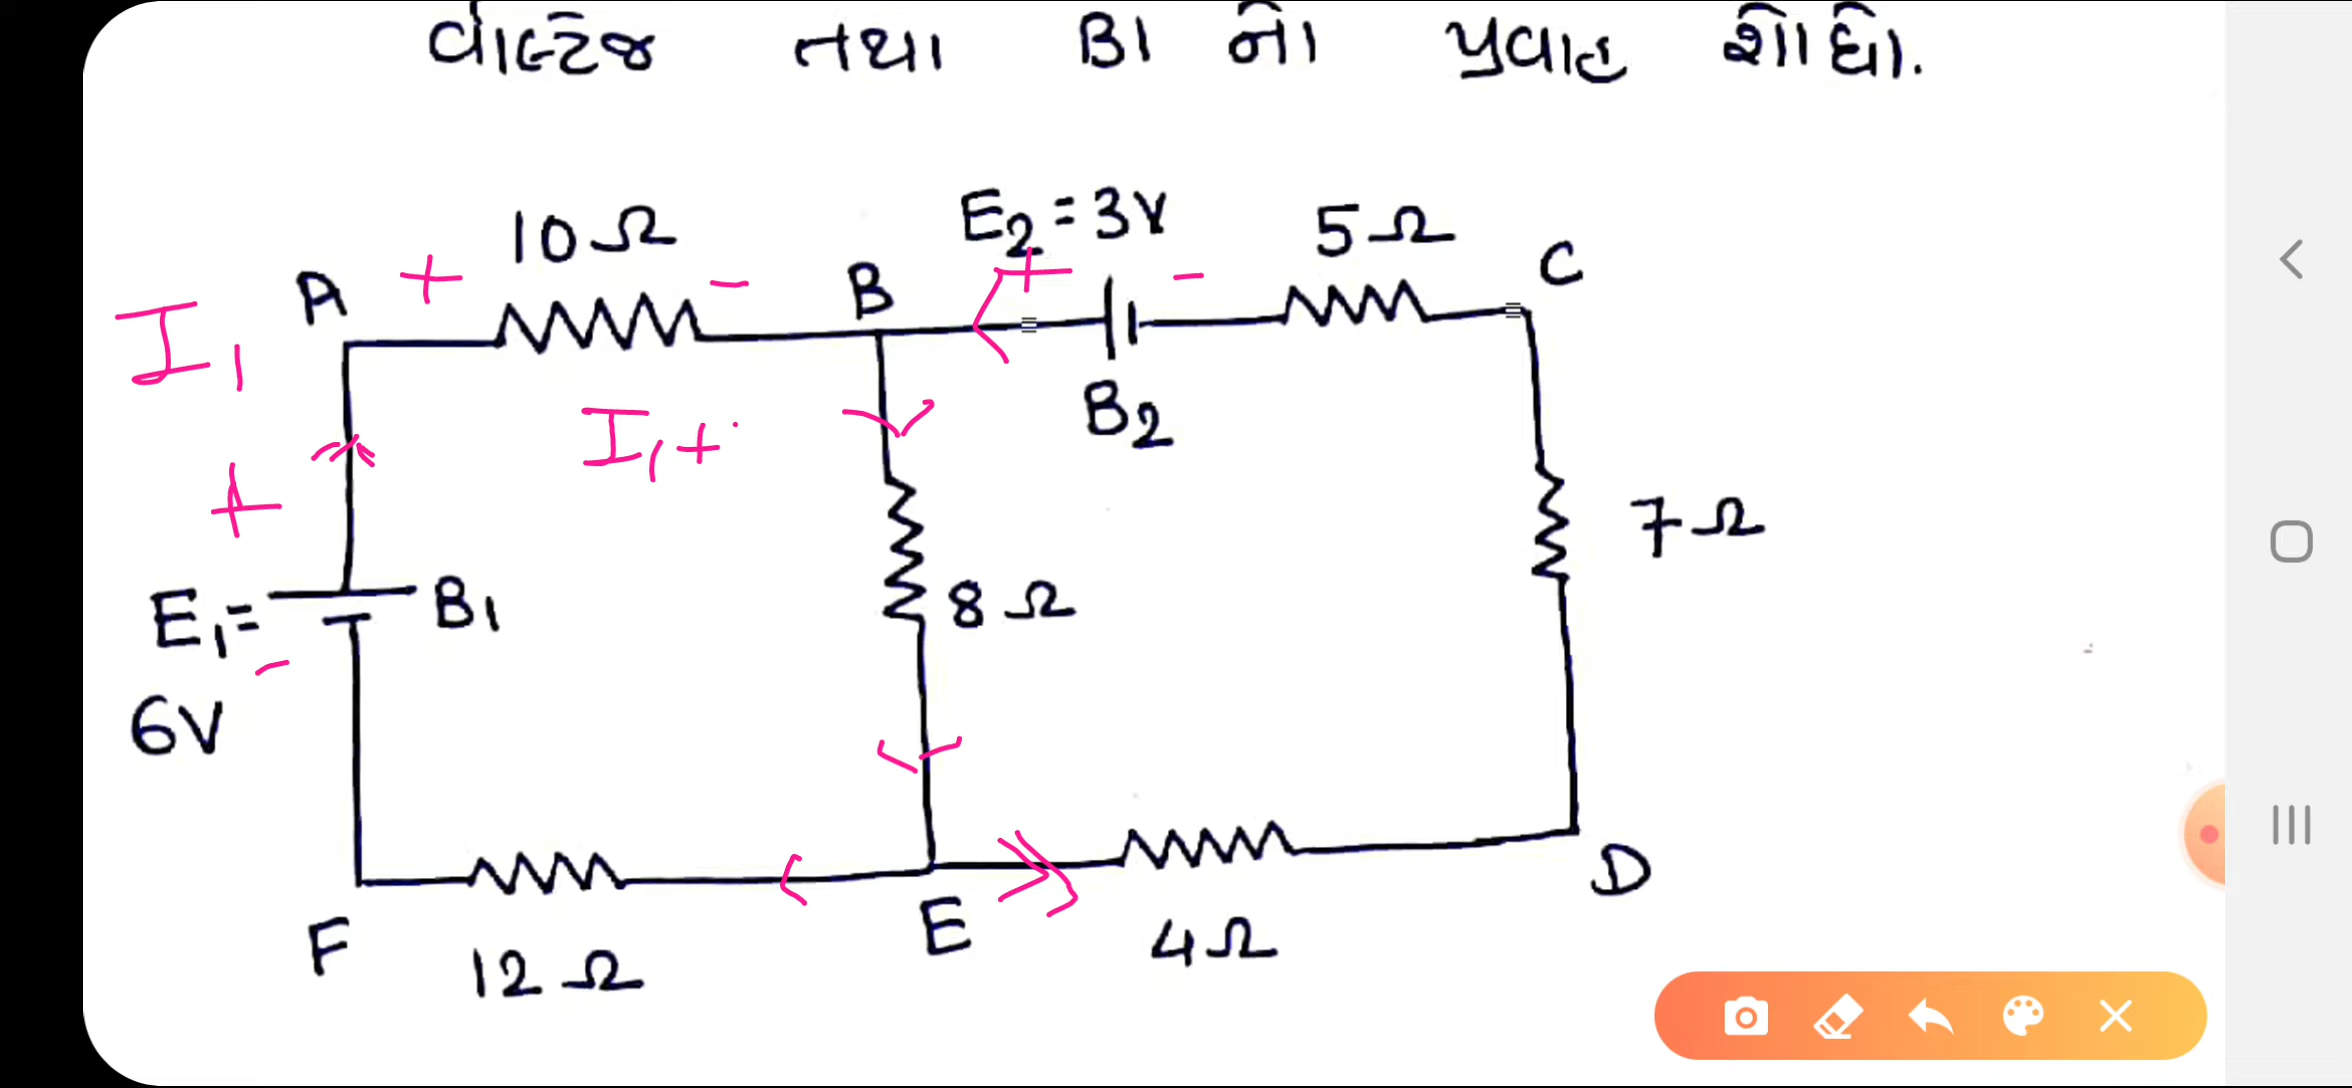 વોલ્ટેજ તથા B1 નો પ્રવાહ શોધો.
E2 = 3V
10Ω
5Ω
A + - B + - C
I1
I1+
B2
+
7Ω
E1= B1
8Ω
-
6V
D
E
F
4Ω
12Ω